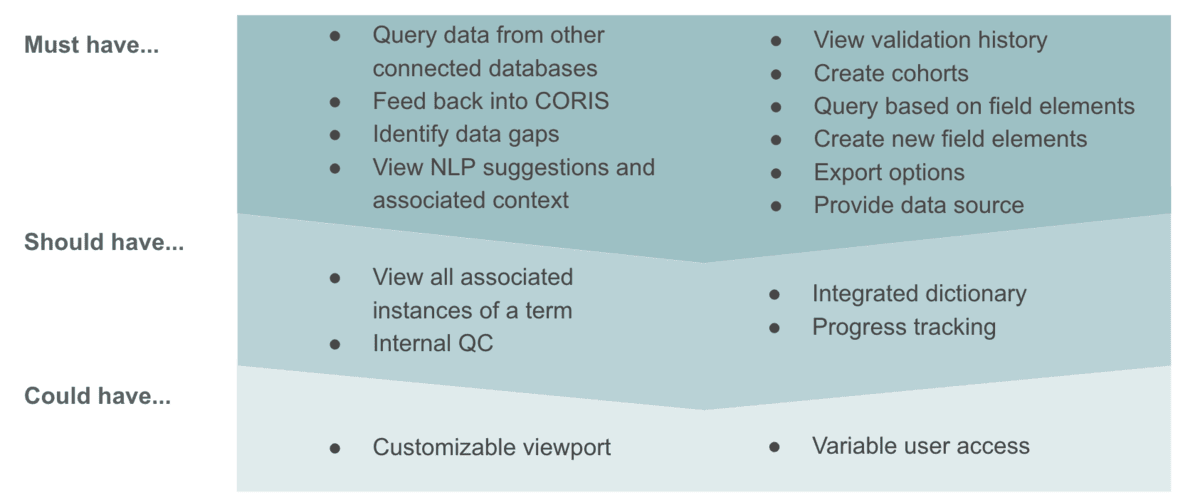 Must have...
● Query data from other
connected databases
● Feed back into CORIS
● Identify data gaps
● View NLP suggestions and
associated context
● View validation history
● Create cohorts
● Query based on field elements
● Create new field elements
● Export options
● Provide data source
Should have...
● View all associated
instances of a term
● Internal QC
● Integrated dictionary
● Progress tracking
Could have...
● Customizable viewport
● Variable user access